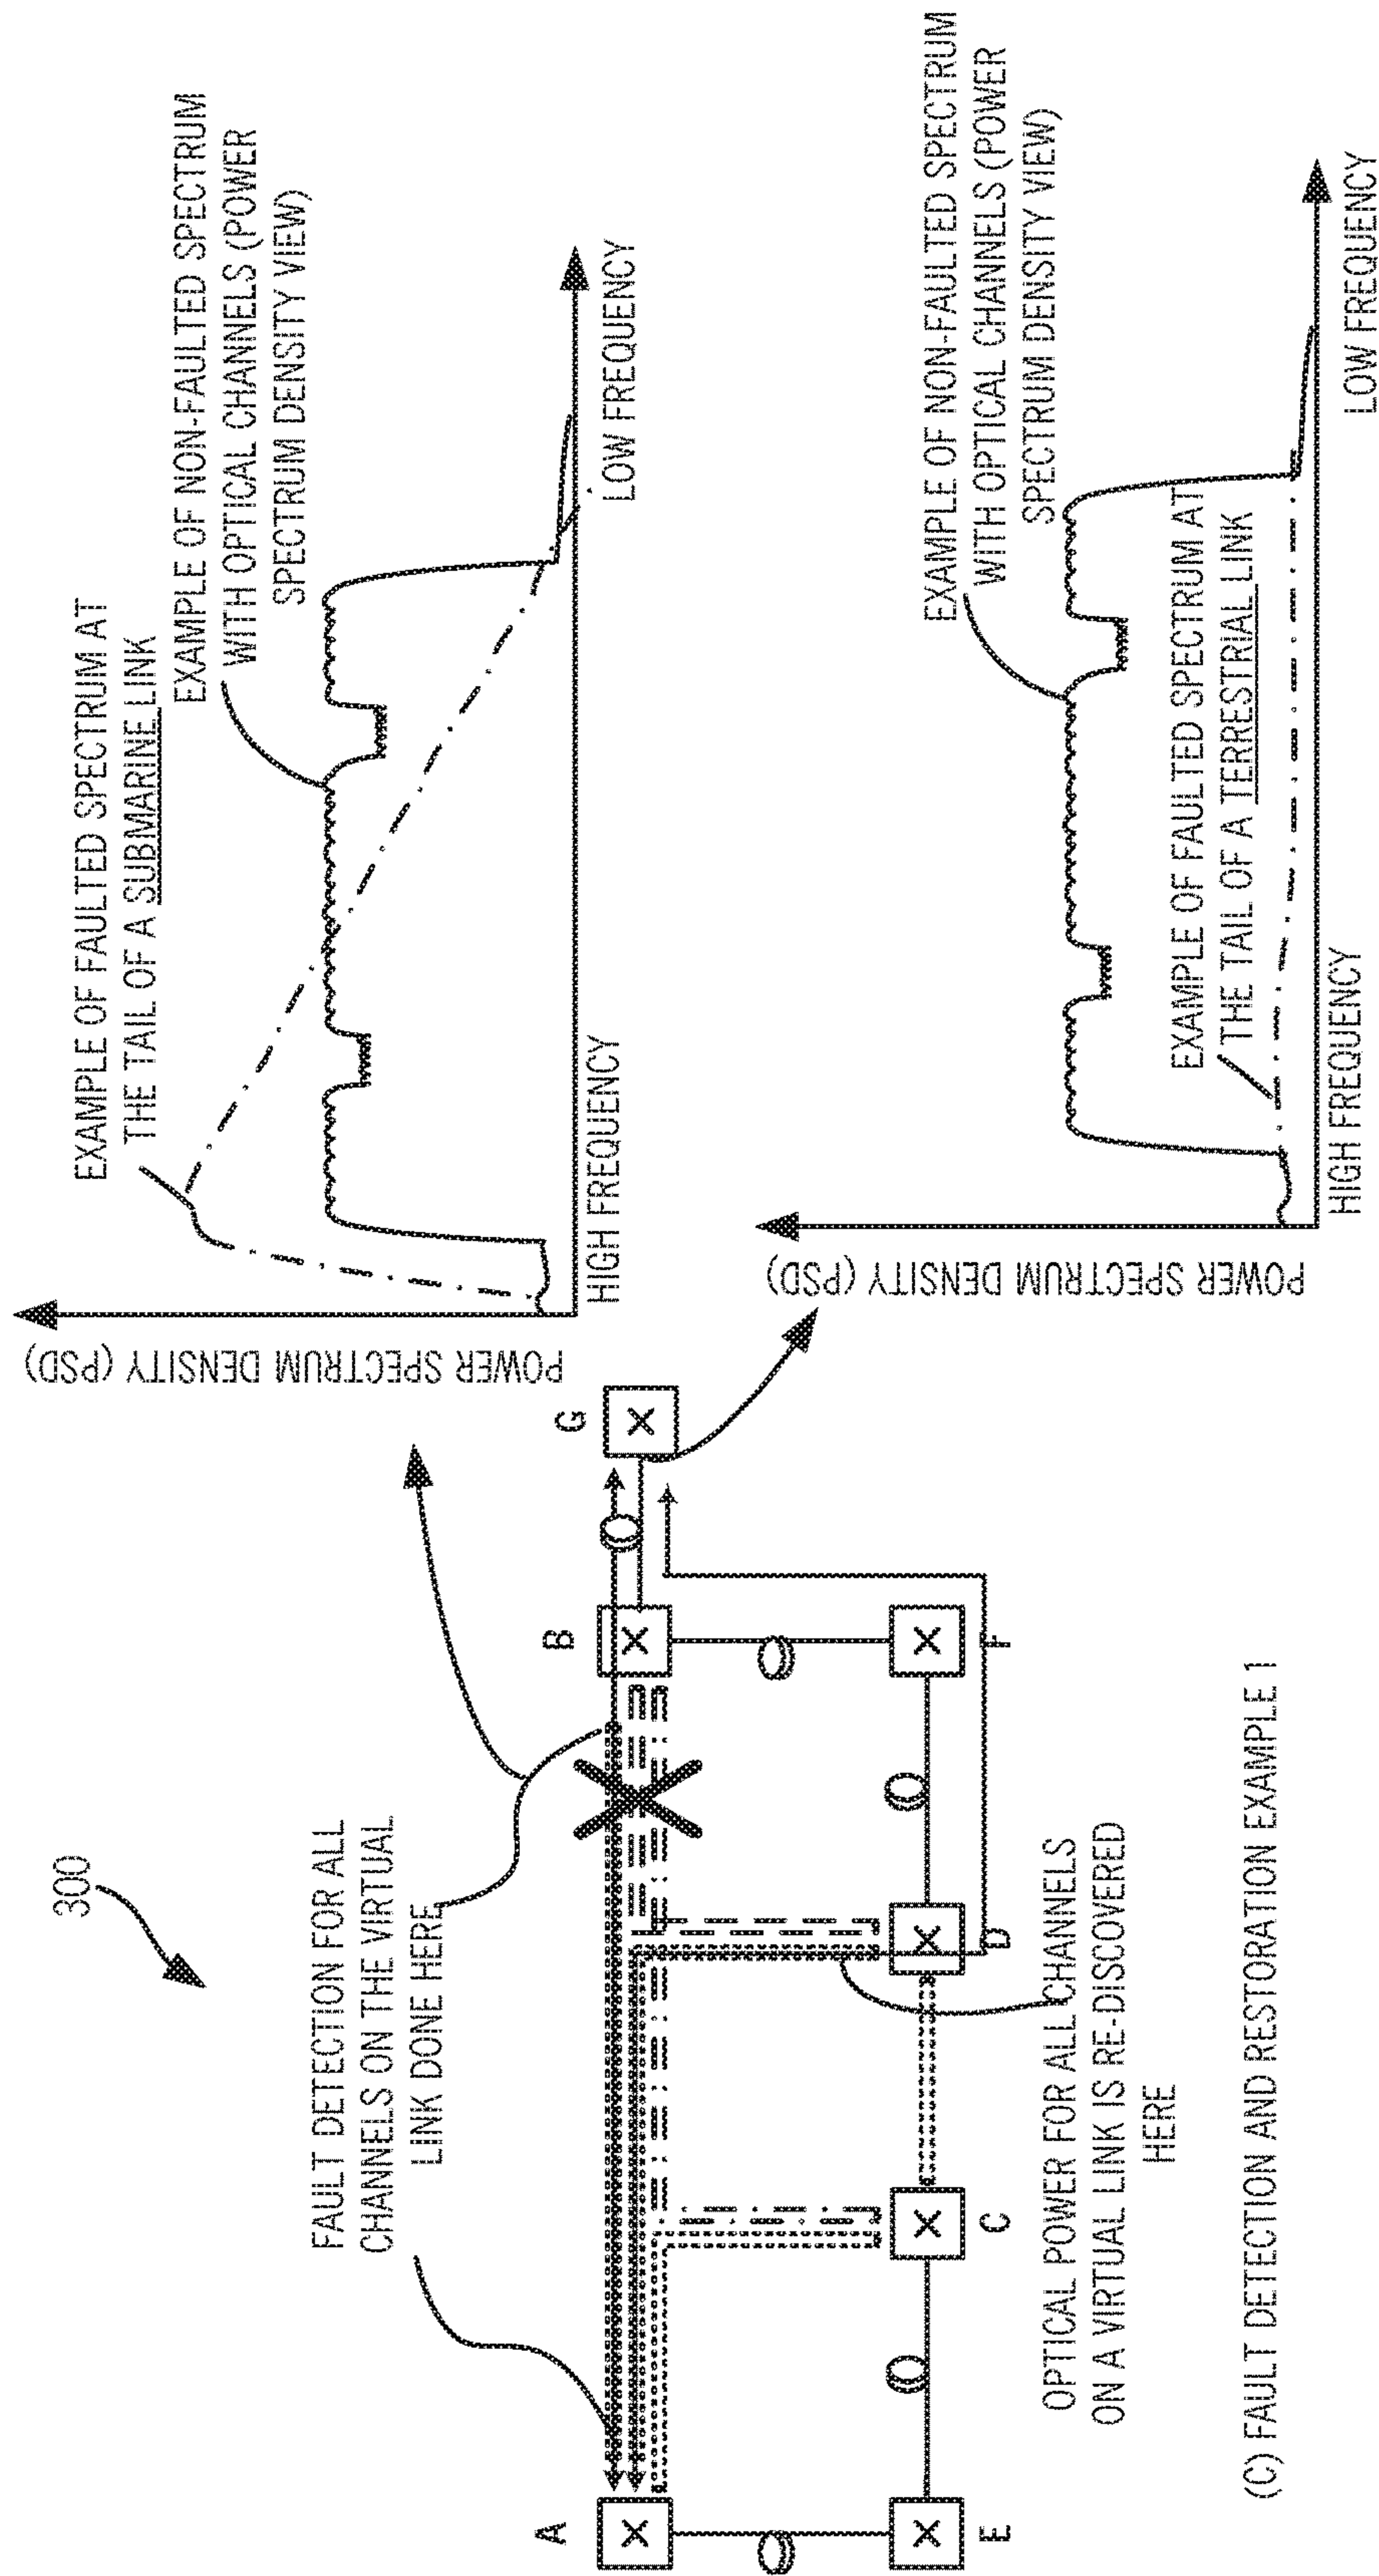 300
FAULT DETECTION FOR ALL
CHANNELS ON THE VIRTUAL
LINK DONE HERE
A
B
G
E
C
D
F
OPTICAL POWER FOR ALL CHANNELS
ON A VIRTUAL LINK IS RE-DISCOVERED
HERE
(C) FAULT DETECTION AND RESTORATION EXAMPLE 1
POWER SPECTRUM DENSITY (PSD)
EXAMPLE OF FAULTED SPECTRUM AT
THE TAIL OF A SUBMARINE LINK
EXAMPLE OF NON-FAULTED SPECTRUM
WITH OPTICAL CHANNELS (POWER
SPECTRUM DENSITY VIEW)
HIGH FREQUENCY
LOW FREQUENCY
POWER SPECTRUM DENSITY (PSD)
EXAMPLE OF NON-FAULTED SPECTRUM
WITH OPTICAL CHANNELS (POWER
SPECTRUM DENSITY VIEW)
EXAMPLE OF FAULTED SPECTRUM AT
THE TAIL OF A TERRESTRIAL LINK
HIGH FREQUENCY
LOW FREQUENCY